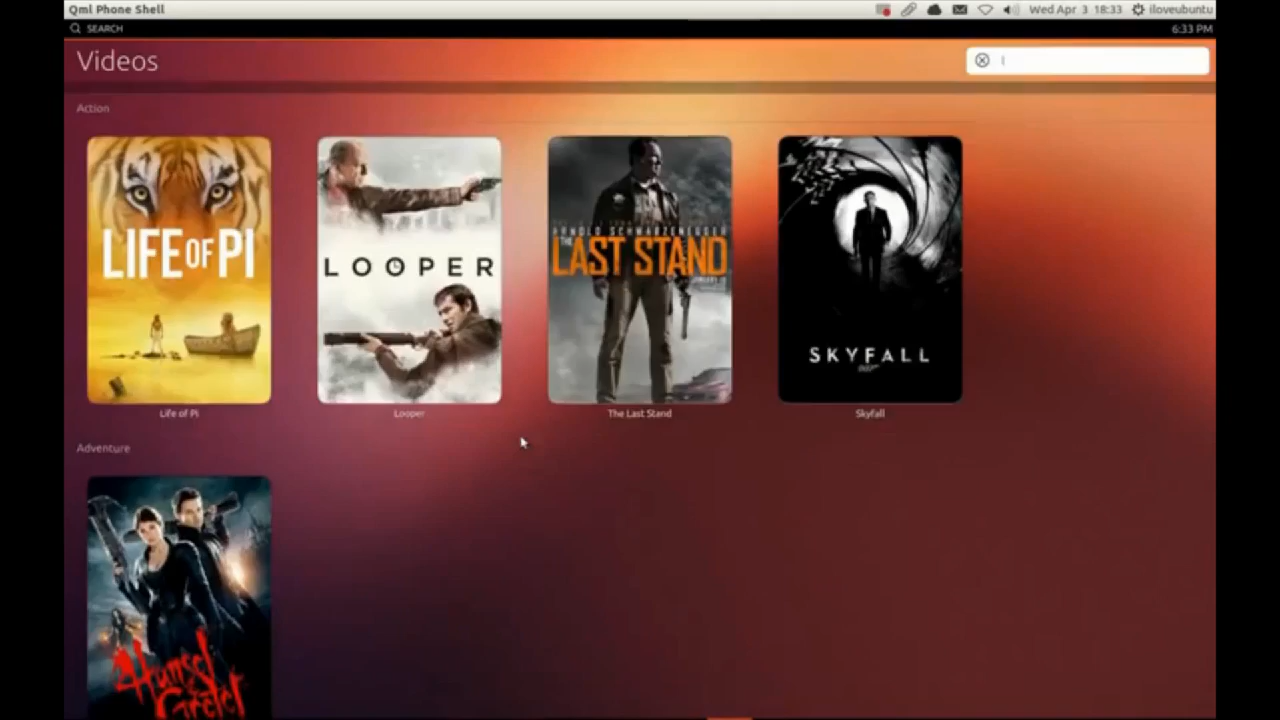 Qml Phone Shell
Wed Apr 3 18:33
iloveubuntu
SEARCH
6:33 PM
Videos
Action
LIFE OF PI
LOOPER
ARNOLD SCHWARZENEGGER
THE
LAST STAND
SKYFALL
007
Life of Pi
Looper
The Last Stand
Skyfall
Adventure
Hansel
Gretel